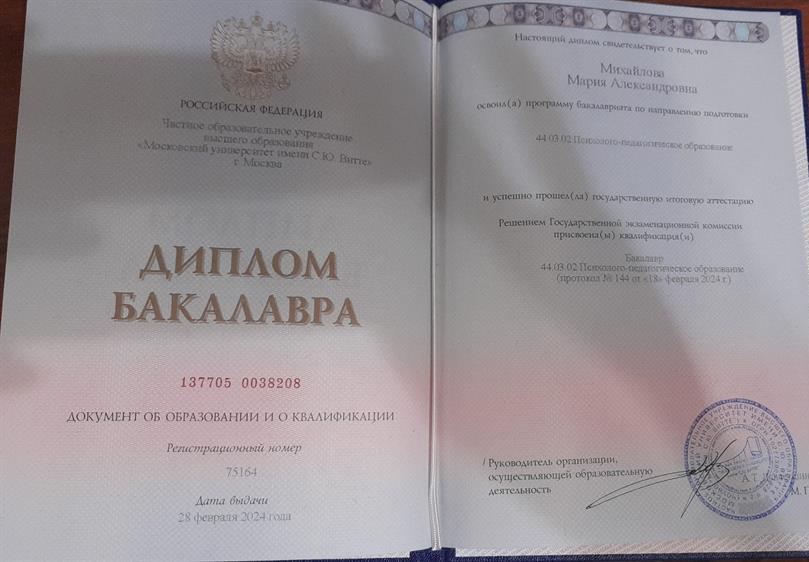 РОССИЙСКАЯ ФЕДЕРАЦИЯ
Частное образовательное учреждение
высшего образования
«Московский университет имени С.Ю. Витте»
г. Москва
ДИПЛОМ
БАКАЛАВРА
137705 0038208
ДОКУМЕНТ ОБ ОБРАЗОВАНИИ И О КВАЛИФИКАЦИИ
Регистрационный номер
75164
Дата выдачи
28 февраля 2024 года
Настоящий диплом свидетельствует о том, что
Михайлова
Мария Александровна
освоил(а) программу бакалавриата по направлению подготовки
44.03.02 Психолого-педагогическое образование
и успешно прошел(ла) государственную итоговую аттестацию
Решением Государственной экзаменационной комиссии
присвоена(ы) квалификация(и)
Бакалавр
44.03.02 Психолого-педагогическое образование
(протокол № 144 от «18» февраля 2024 г.)
/ Руководитель организации,
осуществляющей образовательную
деятельность